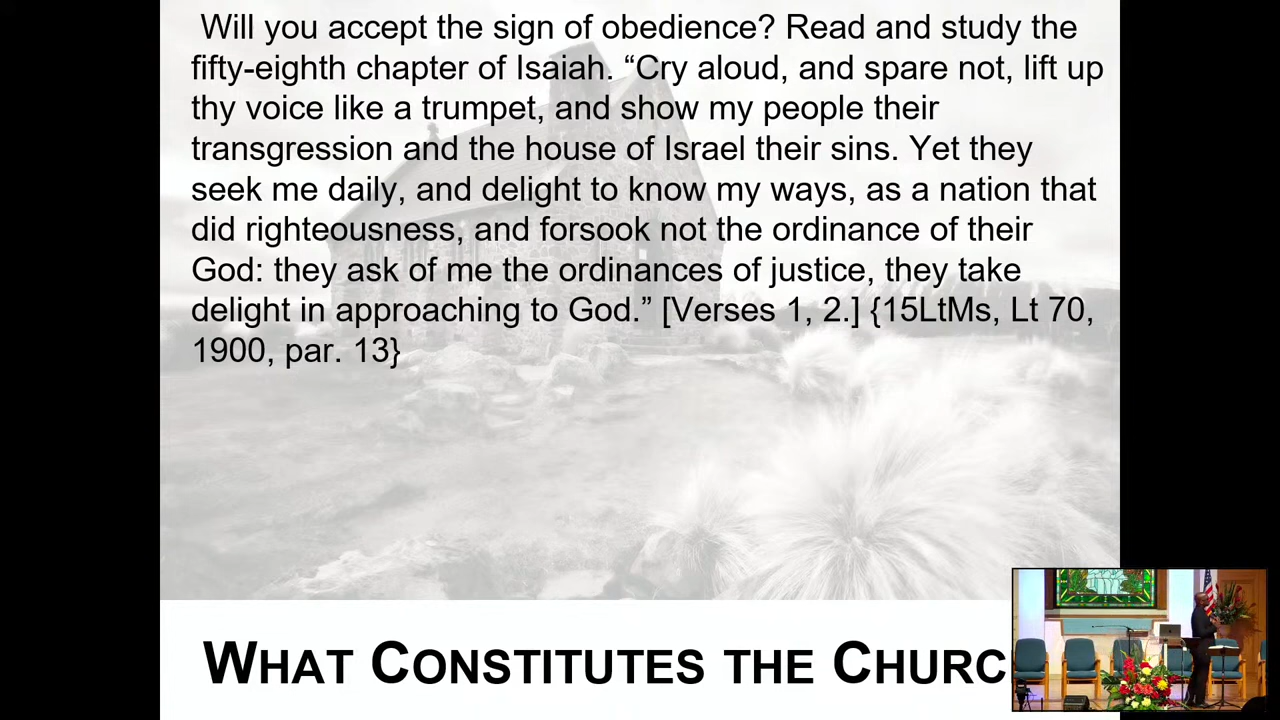 Will you accept the sign of obedience? Read and study the
fifty-eighth chapter of Isaiah. “Cry aloud, and spare not, lift up
thy voice like a trumpet, and show my people their
transgression and the house of Israel their sins. Yet they
seek me daily, and delight to know my ways, as a nation that
did righteousness, and forsook not the ordinance of their
God: they ask of me the ordinances of justice, they take
delight in approaching to God.” [Verses 1, 2.] {15LtMs, Lt 70,
1900, par. 13}
WHAT CONSTITUTES THE CHURC